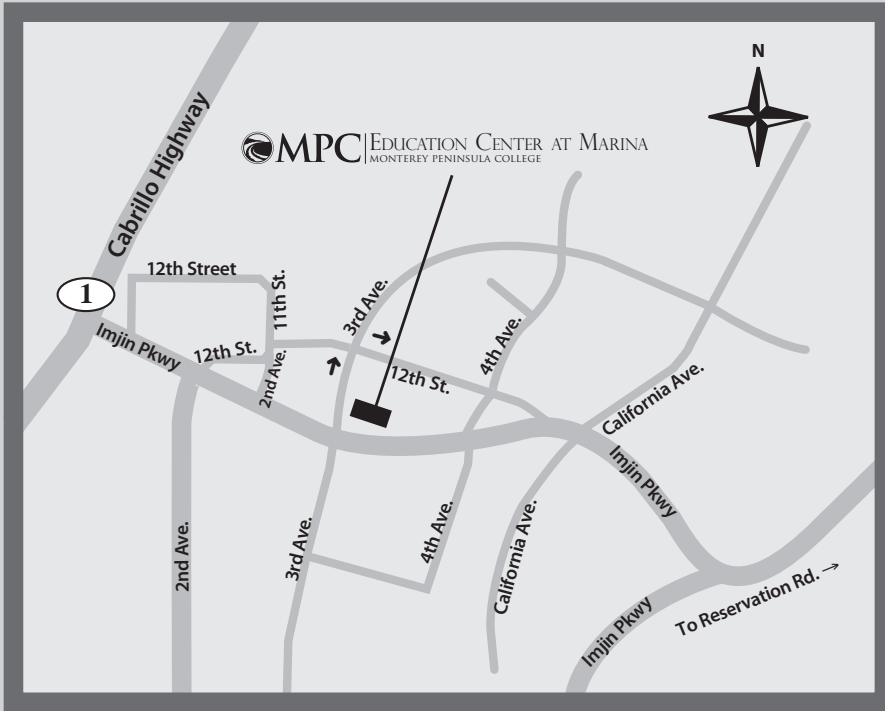 N
MPC EDUCATION CENTER AT MARINA
MONTEREY PENINSULA COLLEGE
Cabrillo Highway
1
12th Street
11th St.
3rd Ave.
Imjin Pkwy
12th St.
2nd Ave.
12th St.
4th Ave.
California Ave.
Imjin Pkwy
2nd Ave.
3rd Ave.
4th Ave.
California Ave.
Imjin Pkwy
To Reservation Rd. →